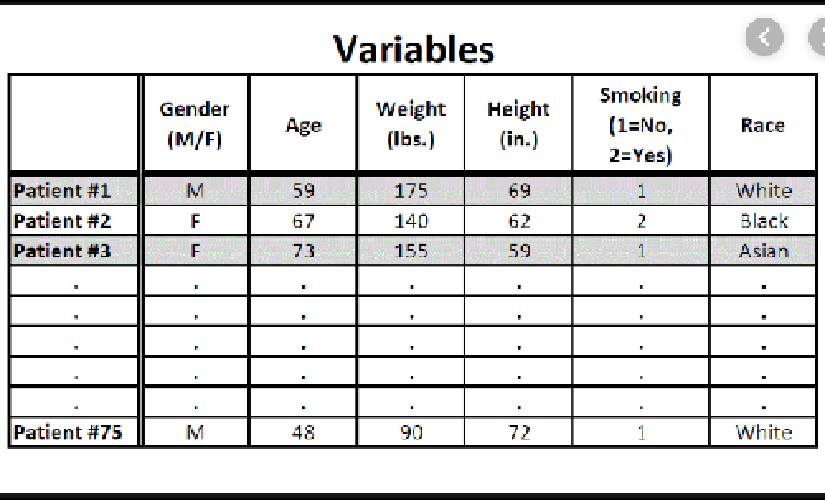 Variables
Gender (M/F) Age Weight (lbs.) Height (in.) Smoking (1=No, 2=Yes) Race
Patient #1 M 59 175 69 1 White
Patient #2 F 67 140 62 2 Black
Patient #3 F 73 155 59 1 Asian
. . . . . . .
. . . . . . .
. . . . . . .
. . . . . . .
. . . . . . .
Patient #75 M 48 90 72 1 White